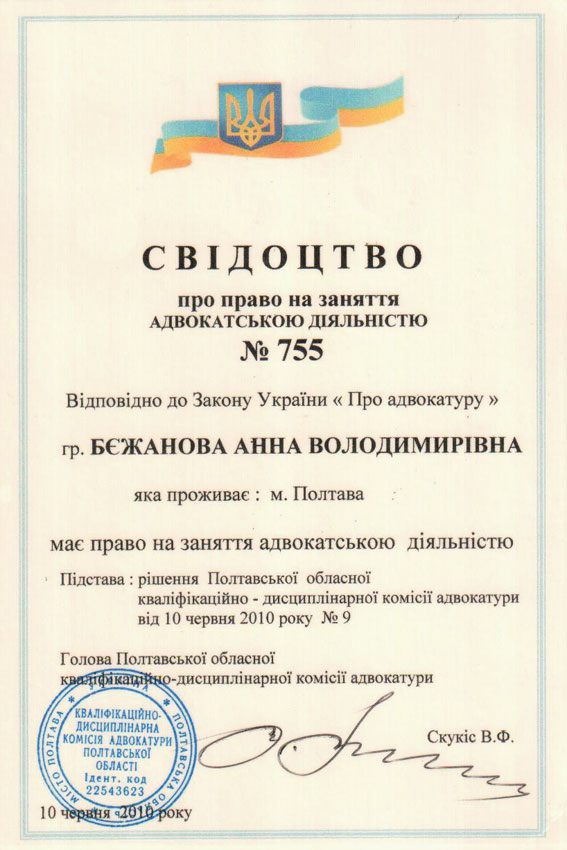 СВІДОЦТВО
про право на заняття
АДВОКАТСЬКОЮ ДІЯЛЬНІСТЮ
№ 755
Відповідно до Закону України « Про адвокатуру »
гр. БЄЖАНОВА АННА ВОЛОДИМИРІВНА
яка проживає : м. Полтава
має право на заняття адвокатською діяльністю
Підстава : рішення Полтавської обласної
кваліфікаційно - дисциплінарної комісії адвокатури
від 10 червня 2010 року № 9
Голова Полтавської обласної
кваліфікаційно-дисциплінарної комісії адвокатури
Скукіс В.Ф.
УКРАЇНА * ПОЛТАВСЬКА
МІСТО ПОЛТАВА
КВАЛІФІКАЦІЙНО-
ДИСЦИПЛІНАРНА
КОМІСІЯ АДВОКАТУРИ
ПОЛТАВСЬКОЇ
ОБЛАСТІ
Ідент. код
22543623
10 червня 2010 року